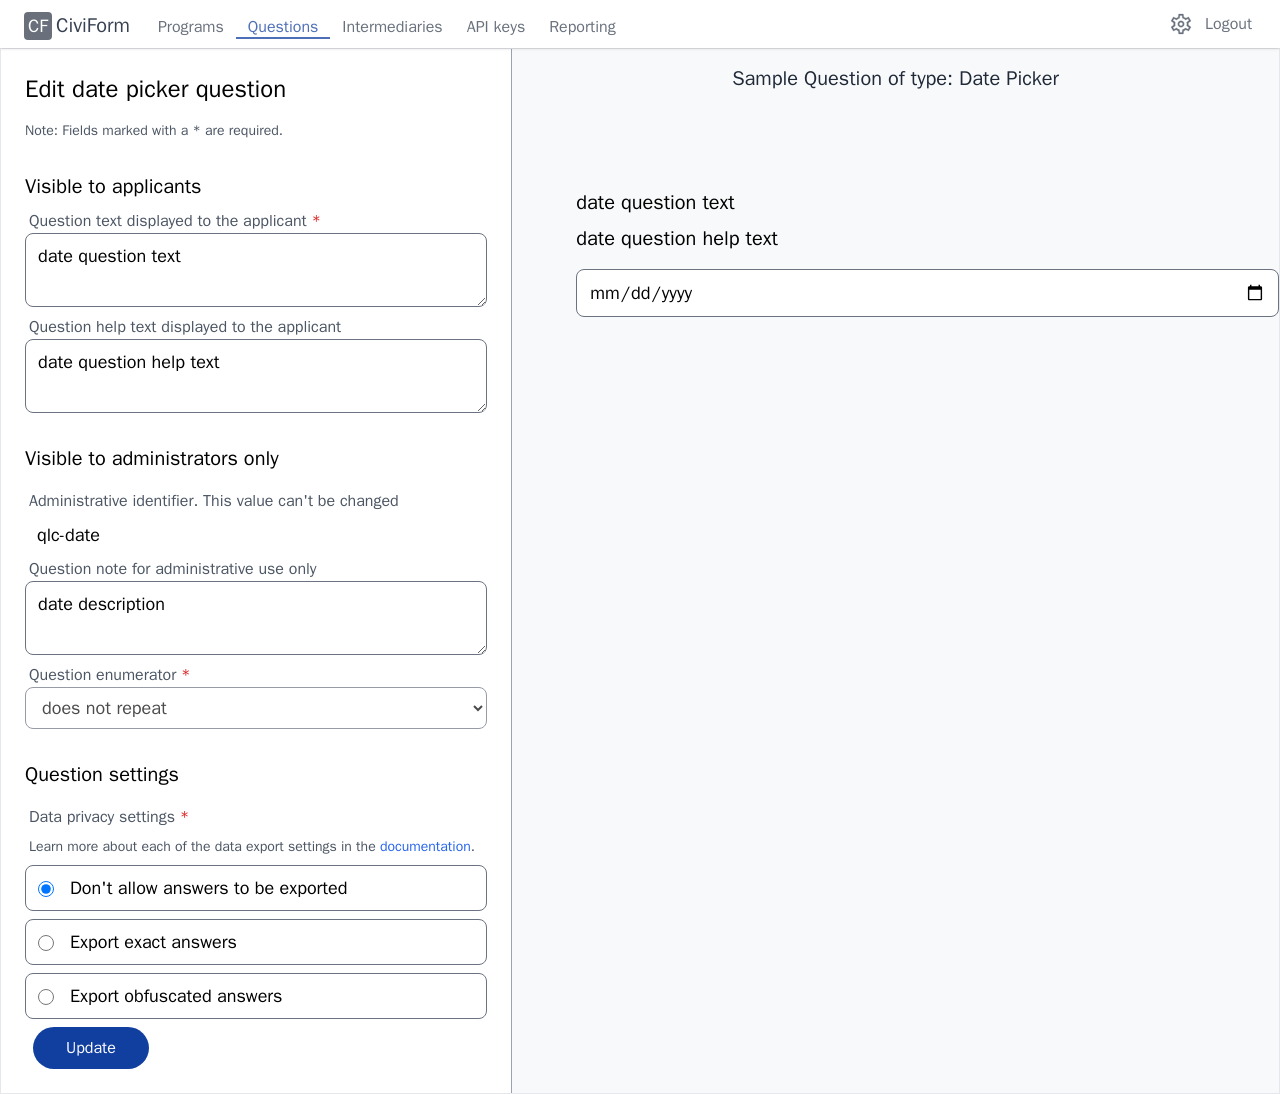 CF CiviForm Programs Questions Intermediaries API keys Reporting Logout
Edit date picker question
Note: Fields marked with a * are required.
Visible to applicants
Question text displayed to the applicant *
date question text
Question help text displayed to the applicant
date question help text
Visible to administrators only
Administrative identifier. This value can't be changed
qlc-date
Question note for administrative use only
date description
Question enumerator *
does not repeat
Question settings
Data privacy settings *
Learn more about each of the data export settings in the documentation.
Don't allow answers to be exported
Export exact answers
Export obfuscated answers
Update
Sample Question of type: Date Picker
date question text
date question help text
mm/dd/yyyy